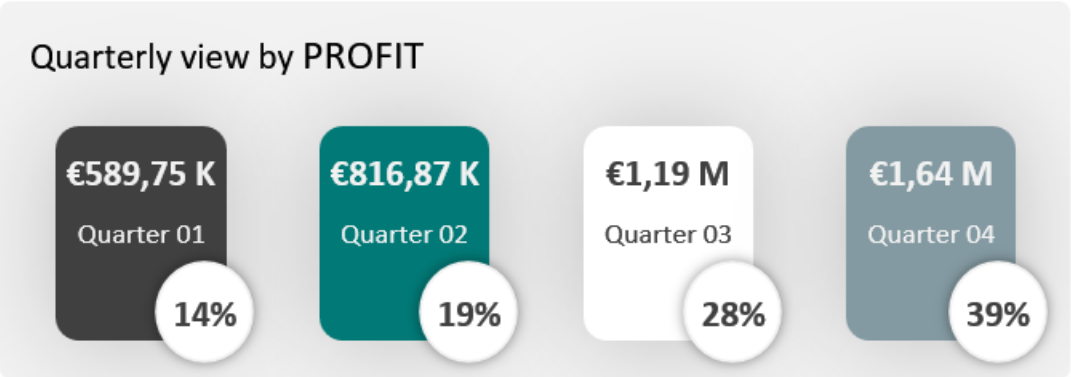 Quarterly view by PROFIT
€589,75 K
Quarter 01
14%
€816,87 K
Quarter 02
19%
€1,19 M
Quarter 03
28%
€1,64 M
Quarter 04
39%